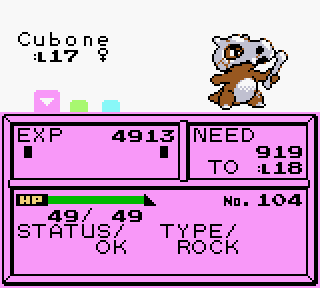 Cubone
:L17 ♀
EXP 4913
NEED
919
TO :L18
HP
No. 104
49/ 49
STATUS/ TYPE/
OK ROCK